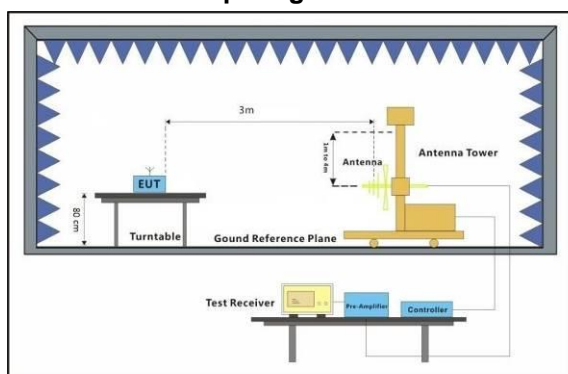 3m
1m to 4m
Antenna
Antenna Tower
EUT
80 cm
Turntable
Gound Reference Plane
Test Receiver
Pre-Amplifier
Controller